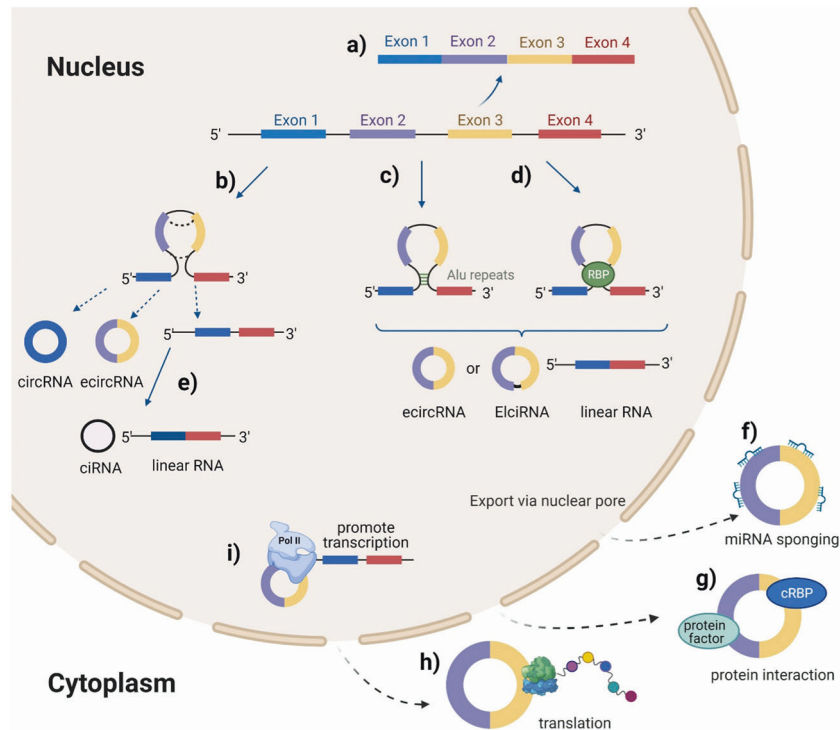 Nucleus
a)
Exon 1 Exon 2 Exon 3 Exon 4
Exon 1 Exon 2 Exon 3 Exon 4
5' 3'
b)
c)
d)
Alu repeats
RBP
5' 3'
5' 3'
5' 3'
circRNA ecircRNA
5' 3'
e)
ciRNA
5' 3'
linear RNA
or
5' 3'
ecircRNA
ElciRNA
linear RNA
f)
miRNA sponging
Export via nuclear pore
i)
Pol II
promote
transcription
g)
cRBP
protein
factor
protein interaction
h)
translation
Cytoplasm